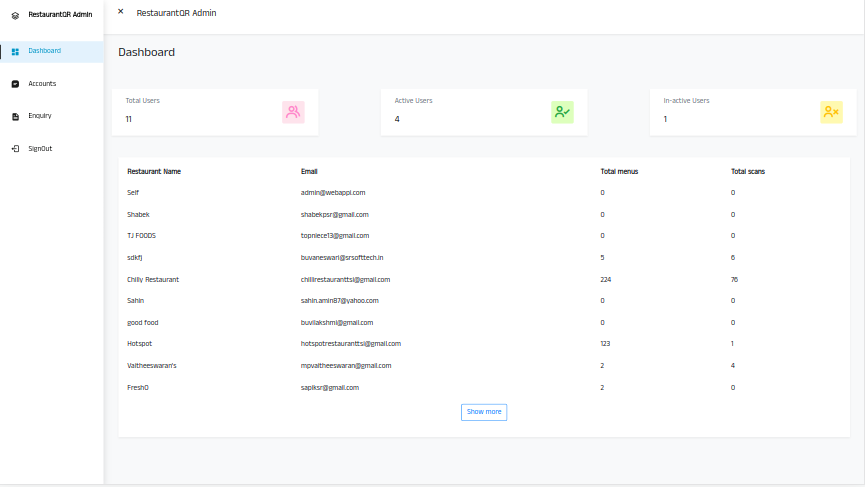 RestaurantQR Admin
Dashboard
Accounts
Enquiry
SignOut
✕ RestaurantQR Admin
Dashboard
Total Users
11
Active Users
4
In-active Users
1
Restaurant Name Email Total menus Total scans
Self admin@webappi.com 0 0
Shabek shabekpsr@gmail.com 0 0
TJ FOODS topniece13@gmail.com 0 0
sdkfj buvaneswari@srsofttech.in 5 6
Chilly Restaurant chillirestauranttsi@gmail.com 224 76
Sahin sahin.amin87@yahoo.com 0 0
good food buvilakshmi@gmail.com 0 0
Hotspot hotspotrestauranttsi@gmail.com 123 1
Vaitheeswaran's mpvaitheeswaran@gmail.com 2 4
FreshO sapiksr@gmail.com 2 0
Show more